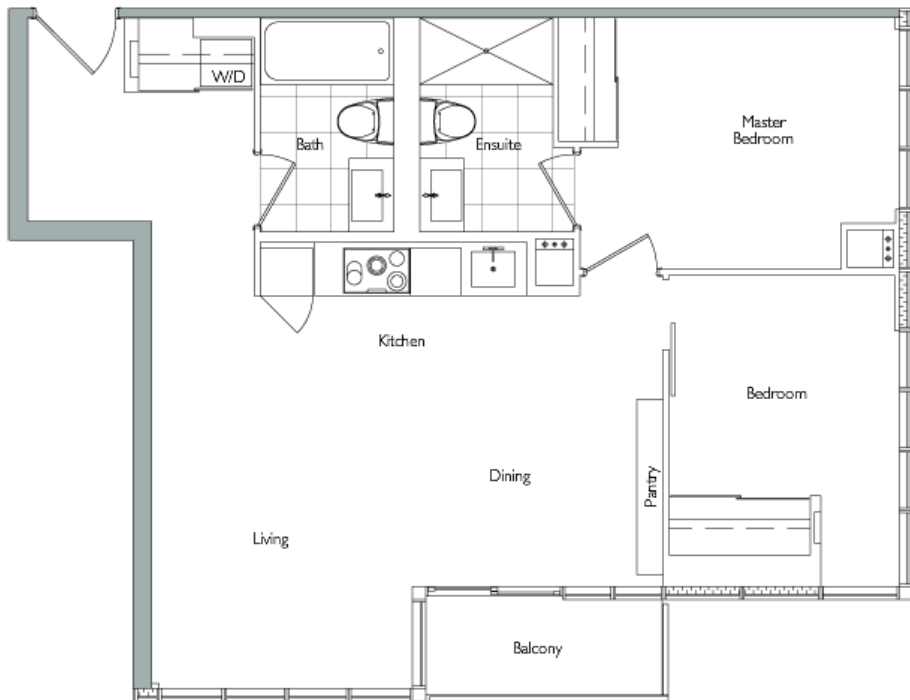 W/D
Bath
Ensuite
Master
Bedroom
Kitchen
Bedroom
Dining
Pantry
Living
Balcony